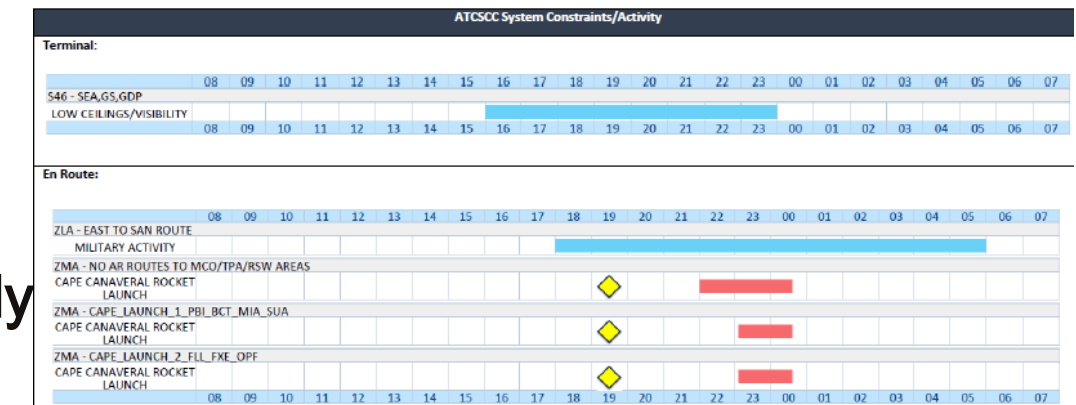 ATCSCC System Constraints/Activity
Terminal:
08 09 10 11 12 13 14 15 16 17 18 19 20 21 22 23 00 01 02 03 04 05 06 07
S46 - SEA,GS,GDP
LOW CEILINGS/VISIBILITY
08 09 10 11 12 13 14 15 16 17 18 19 20 21 22 23 00 01 02 03 04 05 06 07
En Route:
08 09 10 11 12 13 14 15 16 17 18 19 20 21 22 23 00 01 02 03 04 05 06 07
ZLA - EAST TO SAN ROUTE
MILITARY ACTIVITY
ZMA - NO AR ROUTES TO MCO/TPA/RSW AREAS
CAPE CANAVERAL ROCKET
LAUNCH
ZMA - CAPE_LAUNCH_1_PBI_BCT_MIA_SUA
CAPE CANAVERAL ROCKET
LAUNCH
ZMA - CAPE_LAUNCH_2_FLL_FXE_OPF
CAPE CANAVERAL ROCKET
LAUNCH
08 09 10 11 12 13 14 15 16 17 18 19 20 21 22 23 00 01 02 03 04 05 06 07